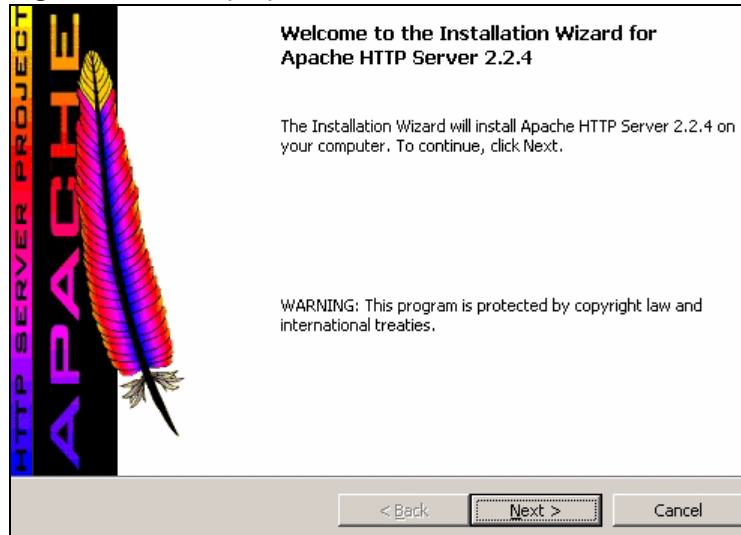 HTTP SERVER PROJECT
APACHE
Welcome to the Installation Wizard for
Apache HTTP Server 2.2.4
The Installation Wizard will install Apache HTTP Server 2.2.4 on
your computer. To continue, click Next.
WARNING: This program is protected by copyright law and
international treaties.
< Back
Next >
Cancel